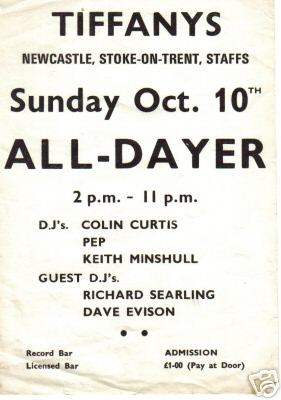 TIFFANYS
NEWCASTLE, STOKE-ON-TRENT, STAFFS
Sunday Oct. 10TH
ALL-DAYER
2 p.m. - 11 p.m.
D.J's. COLIN CURTIS
PEP
KEITH MINSHULL
GUEST D.J's.
RICHARD SEARLING
DAVE EVISON
Record Bar ADMISSION
Licensed Bar £1-00 (Pay at Door)